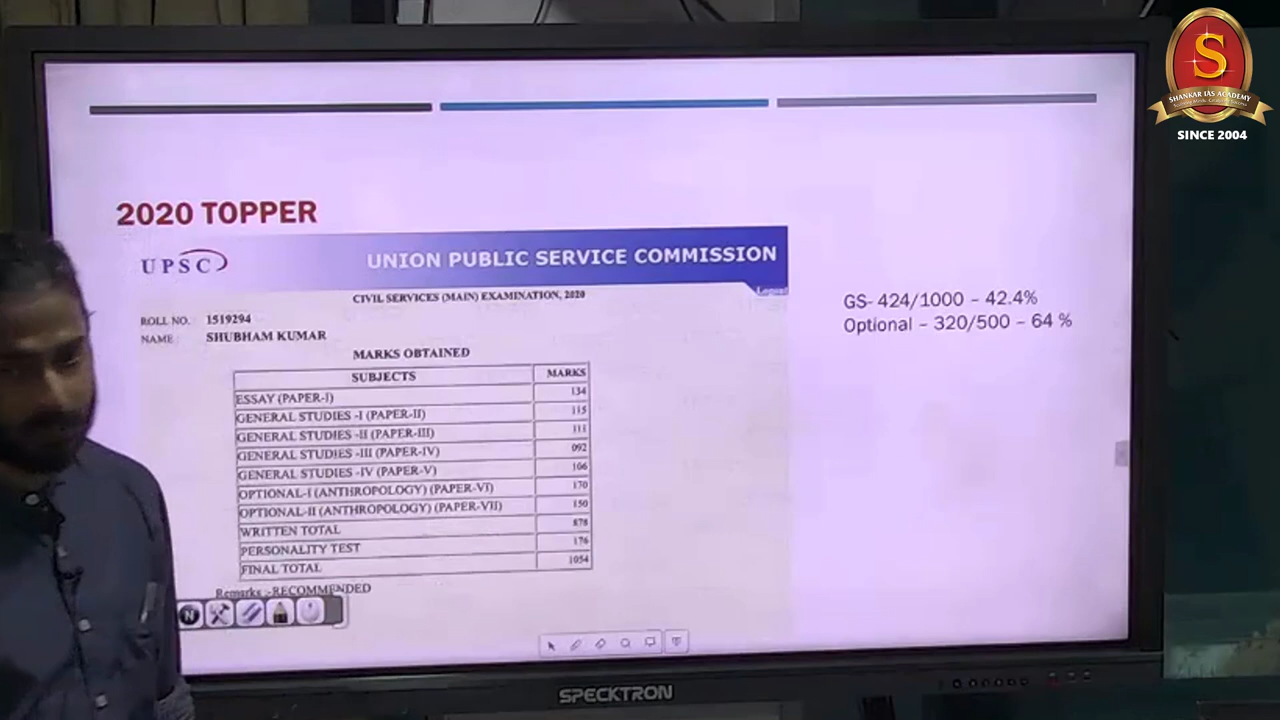 S
SHANKAR IAS ACADEMY
SINCE 2004
2020 TOPPER
UPSC
UNION PUBLIC SERVICE COMMISSION
Logout
CIVIL SERVICES (MAIN) EXAMINATION, 2020
ROLL NO. 1519294
NAME SHUBHAM KUMAR
MARKS OBTAINED
SUBJECTS MARKS
ESSAY (PAPER-I) 134
GENERAL STUDIES -I (PAPER-II) 115
GENERAL STUDIES -II (PAPER-III) 111
GENERAL STUDIES -III (PAPER-IV) 092
GENERAL STUDIES -IV (PAPER-V) 106
OPTIONAL-I (ANTHROPOLOGY) (PAPER-VI) 170
OPTIONAL-II (ANTHROPOLOGY) (PAPER-VII) 150
WRITTEN TOTAL 878
PERSONALITY TEST 176
FINAL TOTAL 1054
Remarks :-RECOMMENDED
GS- 424/1000 – 42.4%
Optional – 320/500 – 64 %
N
SPECKTRON